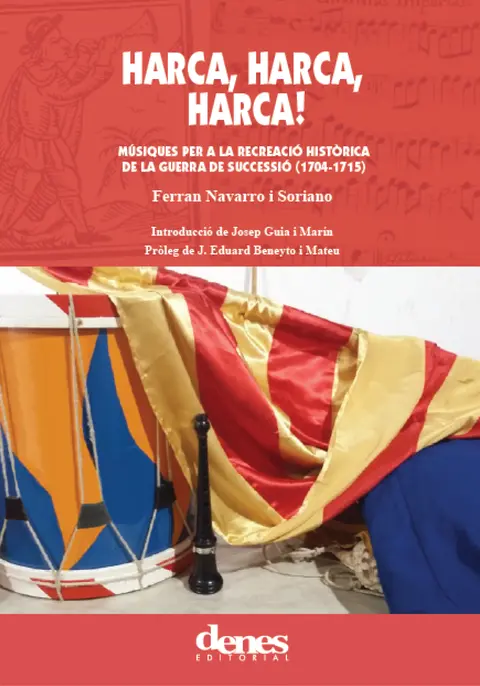 HARCA, HARCA,
HARCA!
MÚSIQUES PER A LA RECREACIÓ HISTÒRICA
DE LA GUERRA DE SUCCESSIÓ (1704-1715)
Ferran Navarro i Soriano
Introducció de Josep Guia i Marín
Pròleg de J. Eduard Beneyto i Mateu
denes
EDITORIAL